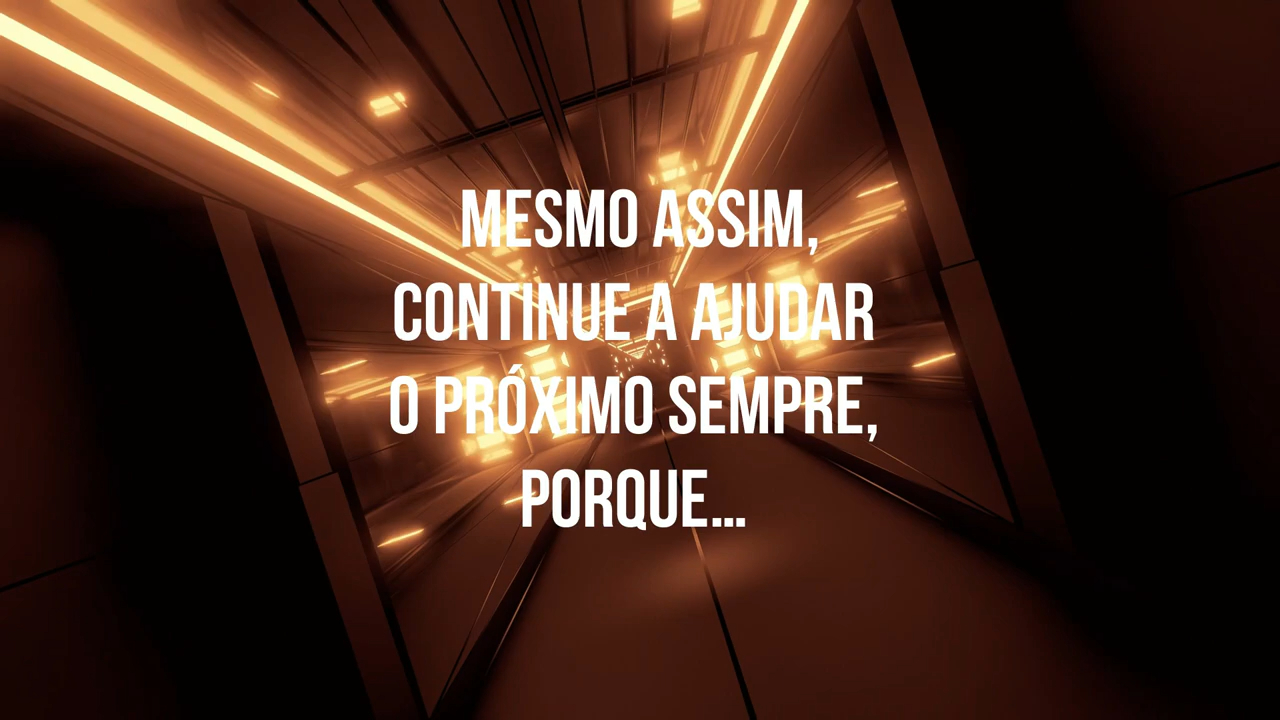 MESMO ASSIM,
CONTINUE A AJUDAR
O PRÓXIMO SEMPRE,
PORQUE...